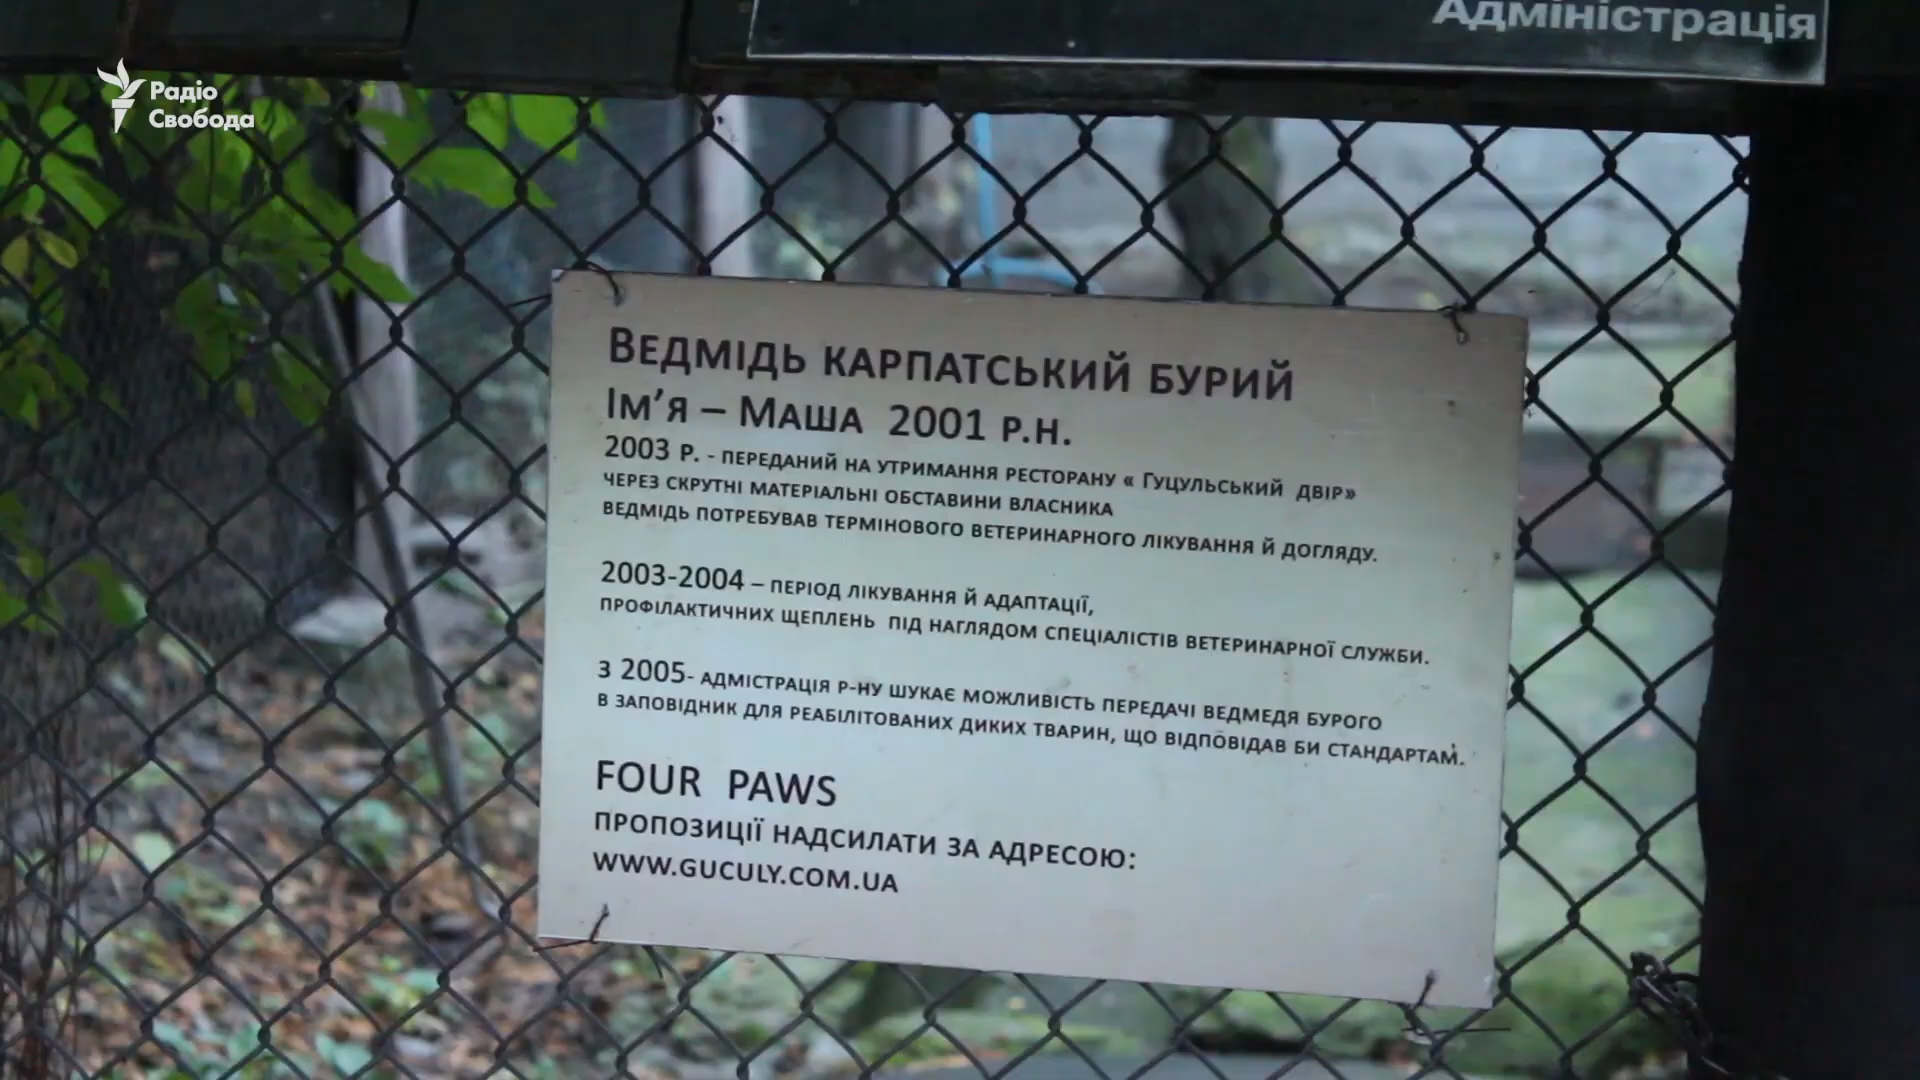 Адміністрація
Радіо
Свобода
Ведмідь карпатський бурий
Ім’я – Маша 2001 р.н.
2003 р. - переданий на утримання ресторану « Гуцульський двір»
через скрутні матеріальні обставини власника
ведмідь потребував термінового ветеринарного лікування й догляду.
2003-2004 – період лікування й адаптації,
профілактичних щеплень під наглядом спеціалістів ветеринарної служби.
з 2005- адмістрація р-ну шукає можливість передачі ведмедя бурого
в заповідник для реабілітованих диких тварин, що відповідав би стандартам.
FOUR PAWS
пропозиції надсилати за адресою:
www.guculy.com.ua